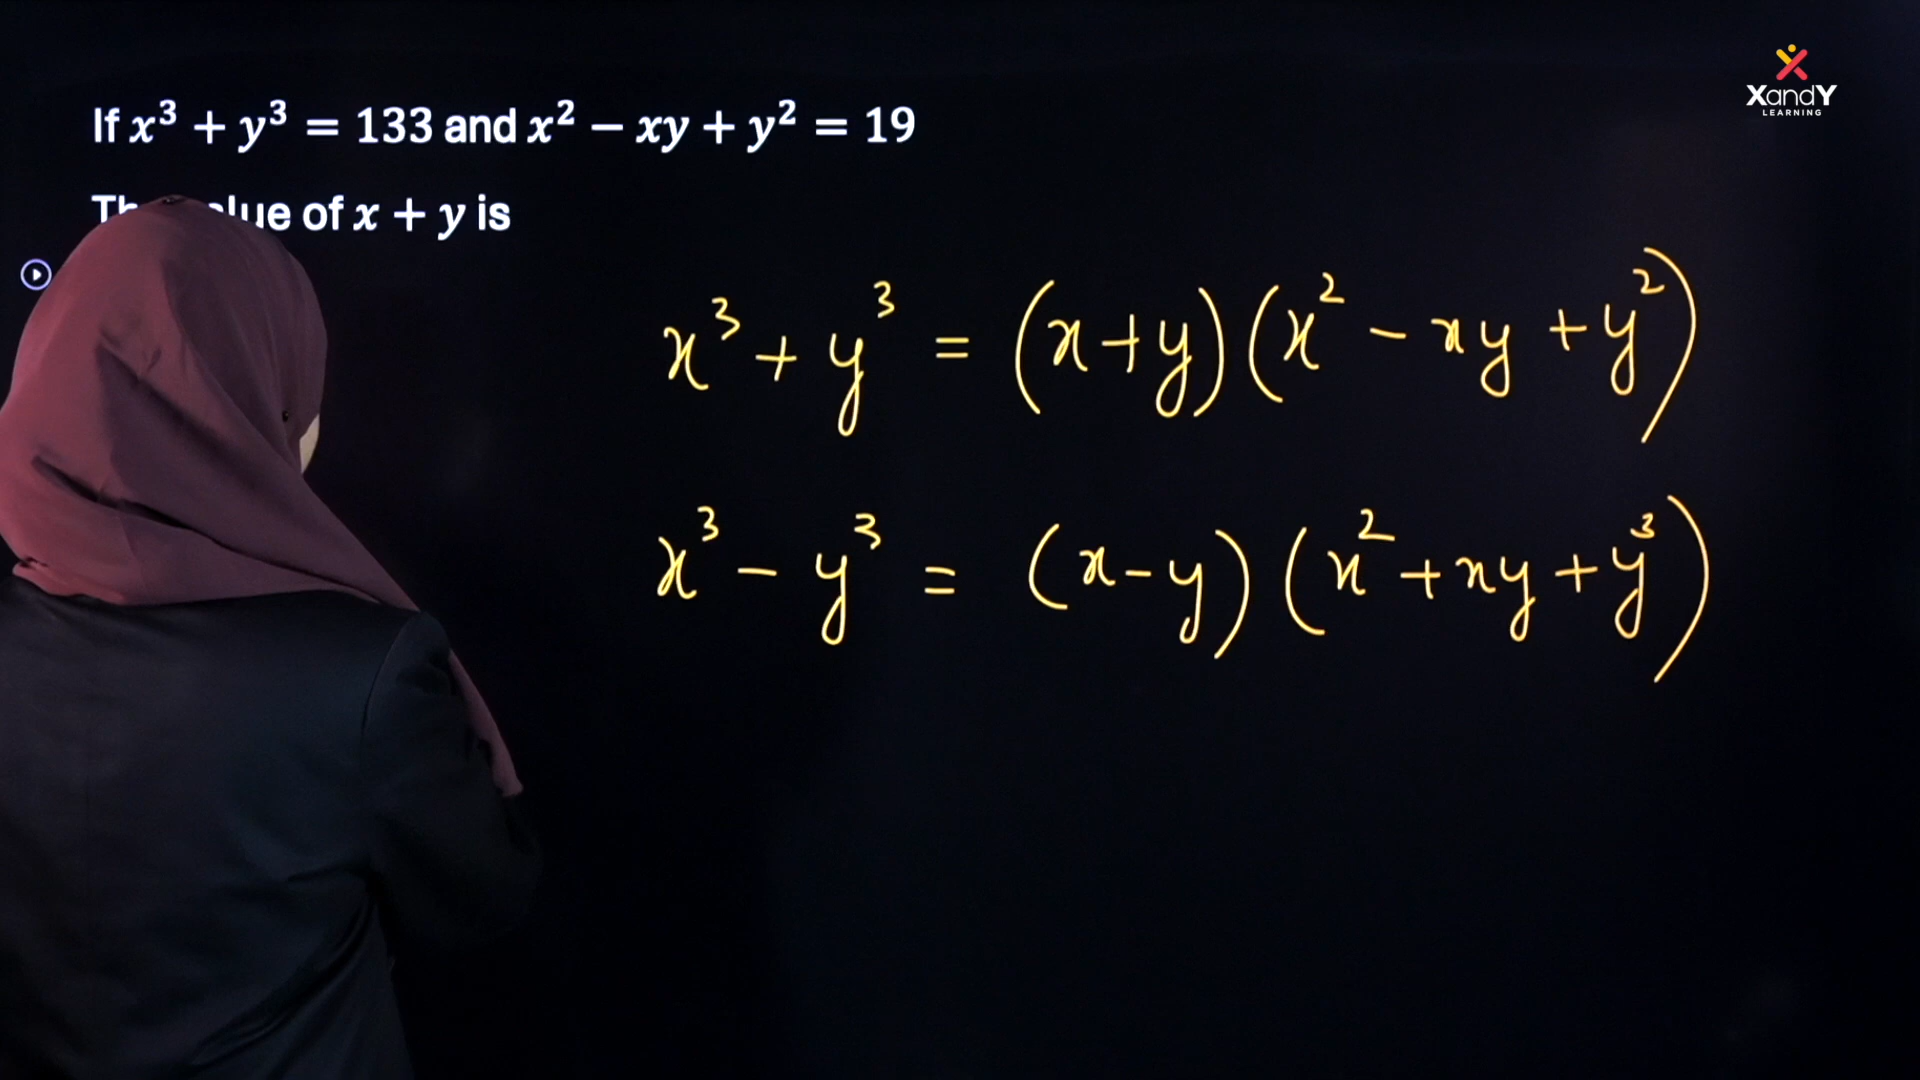 XandY
LEARNING
If x³ + y³ = 133 and x² − xy + y² = 19
of x + y is
x³ + y³ = (x+y)(x² − xy + y²)
x³ − y³ = (x−y)(x² + xy + y³)